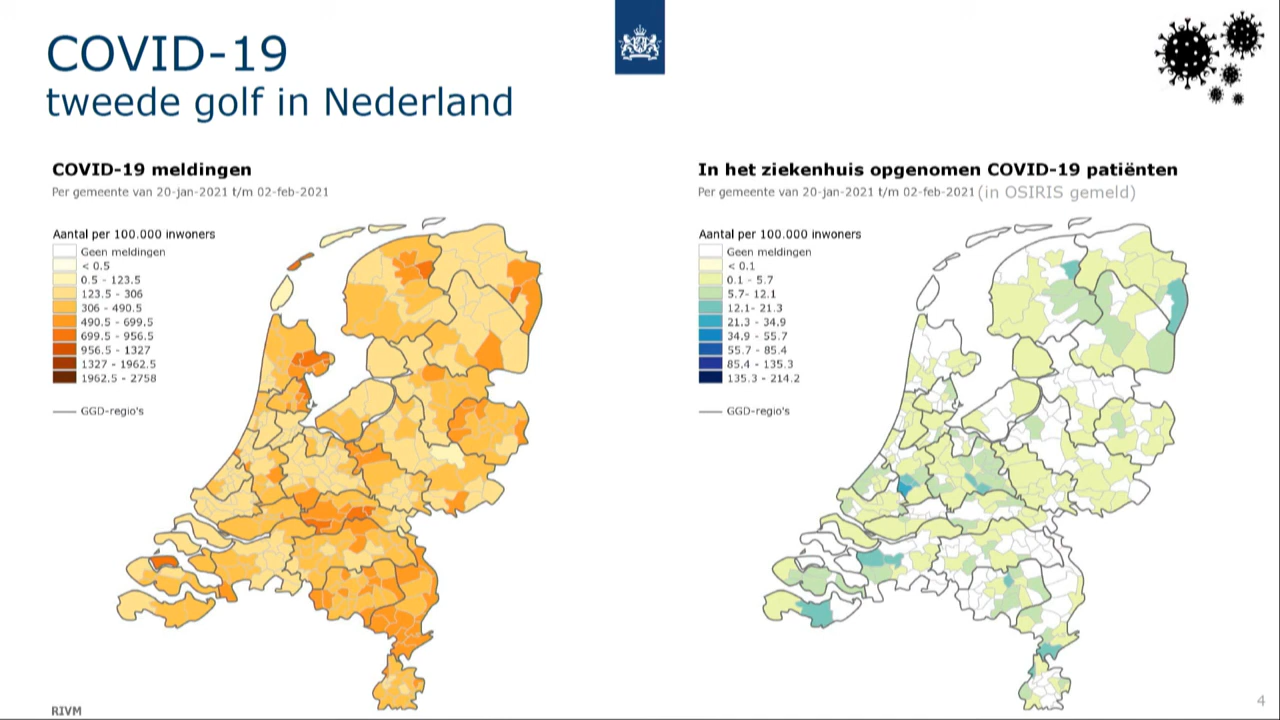 COVID-19
tweede golf in Nederland
COVID-19 meldingen
Per gemeente van 20-jan-2021 t/m 02-feb-2021
Aantal per 100.000 inwoners
Geen meldingen
< 0.5
0.5 - 123.5
123.5 - 306
306 - 490.5
490.5 - 699.5
699.5 - 956.5
956.5 - 1327
1327 - 1962.5
1962.5 - 2758
GGD-regio's
In het ziekenhuis opgenomen COVID-19 patiënten
Per gemeente van 20-jan-2021 t/m 02-feb-2021 (in OSIRIS gemeld)
Aantal per 100.000 inwoners
Geen meldingen
< 0.1
0.1 - 5.7
5.7- 12.1
12.1- 21.3
21.3 - 34.9
34.9 - 55.7
55.7 - 85.4
85.4 - 135.3
135.3 - 214.2
GGD-regio's
RIVM
4